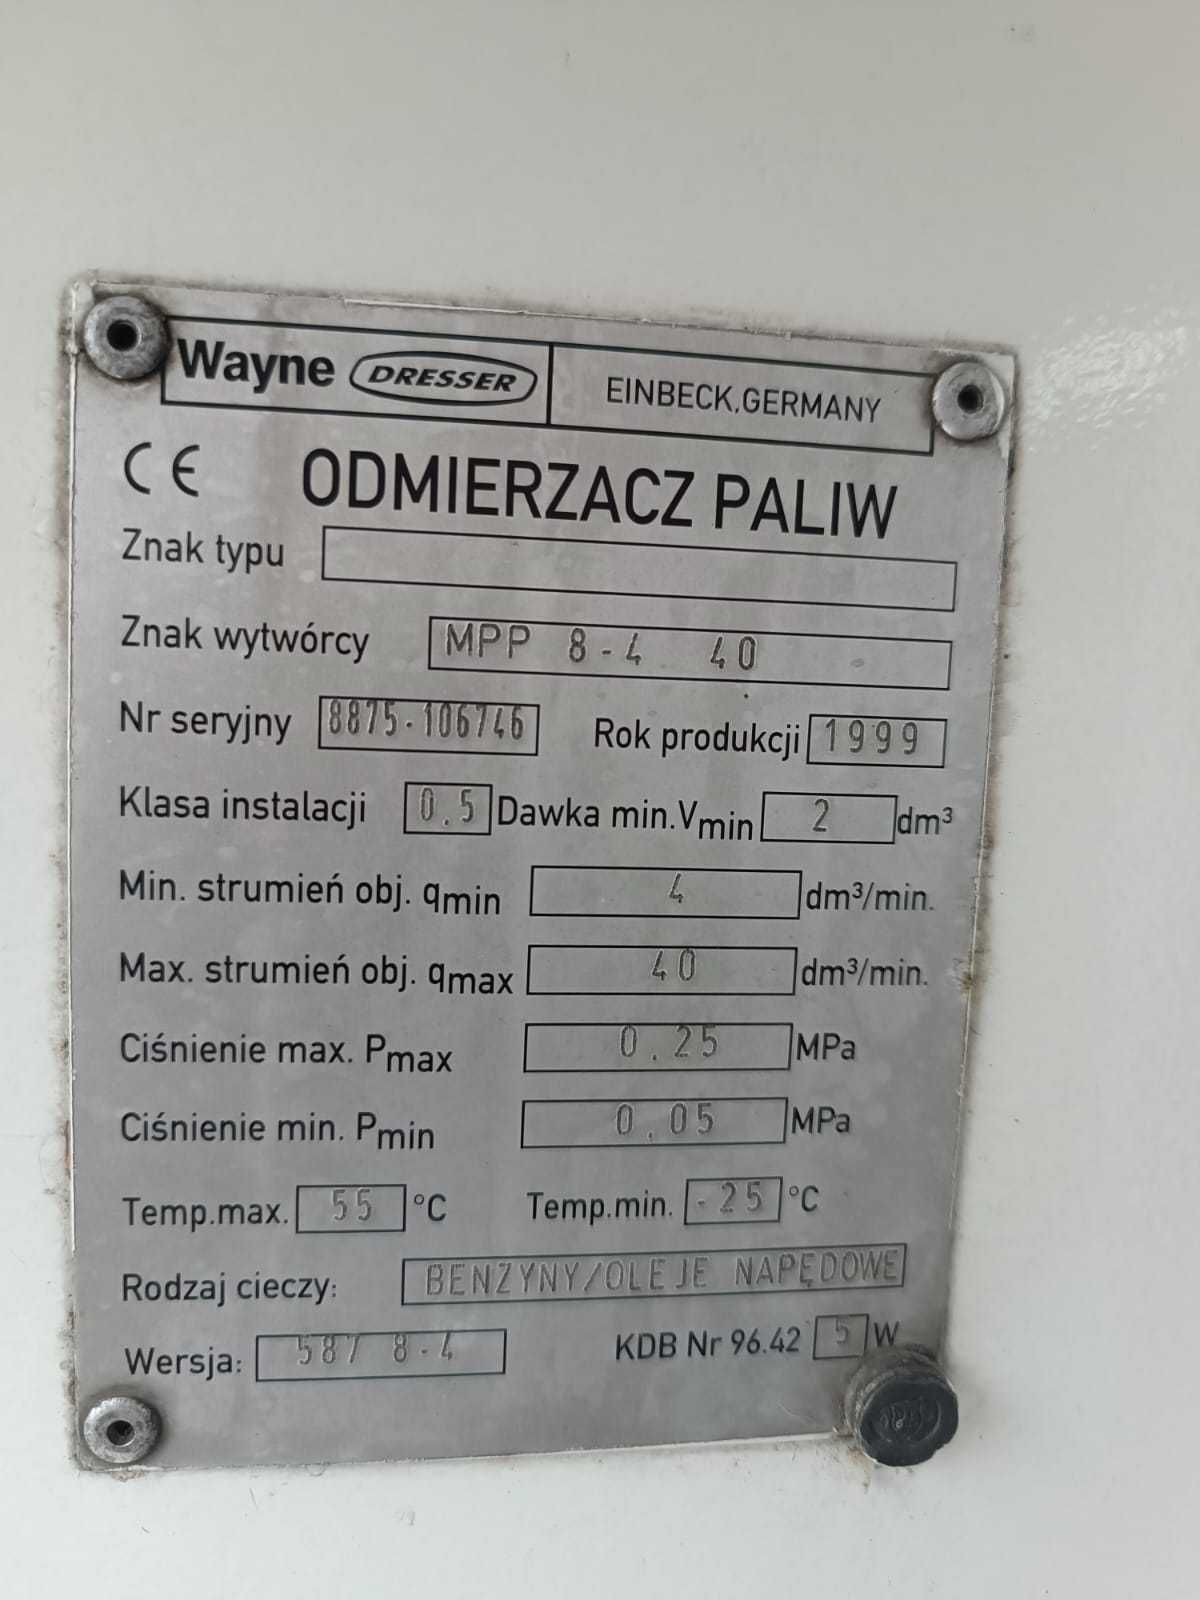 Wayne DRESSER EINBECK,GERMANY
CE ODMIERZACZ PALIW
Znak typu
Znak wytwórcy MPP 8-4 40
Nr seryjny 8875-106746 Rok produkcji 1999
Klasa instalacji 0.5 Dawka min.Vmin 2 dm³
Min. strumień obj. qmin 4 dm³/min.
Max. strumień obj. qmax 40 dm³/min.
Ciśnienie max. Pmax 0.25 MPa
Ciśnienie min. Pmin 0.05 MPa
Temp.max. 55 °C Temp.min. -25 °C
Rodzaj cieczy: BENZYNY/OLEJE NAPĘDOWE
Wersja: 587 8-4 KDB Nr 96.42 5 W